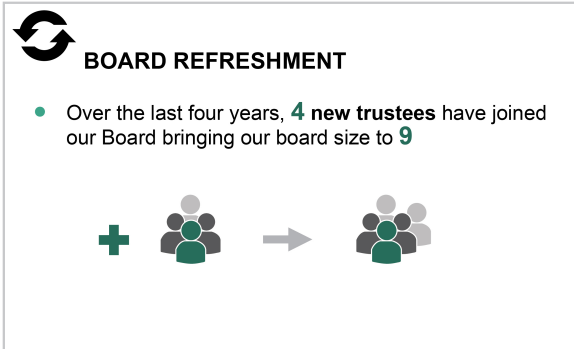 BOARD REFRESHMENT
Over the last four years, 4 new trustees have joined
our Board bringing our board size to 9